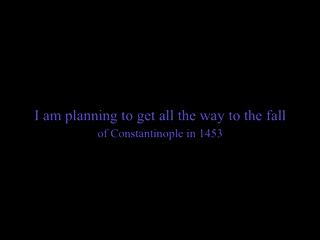 I am planning to get all the way to the fall
of Constantinople in 1453